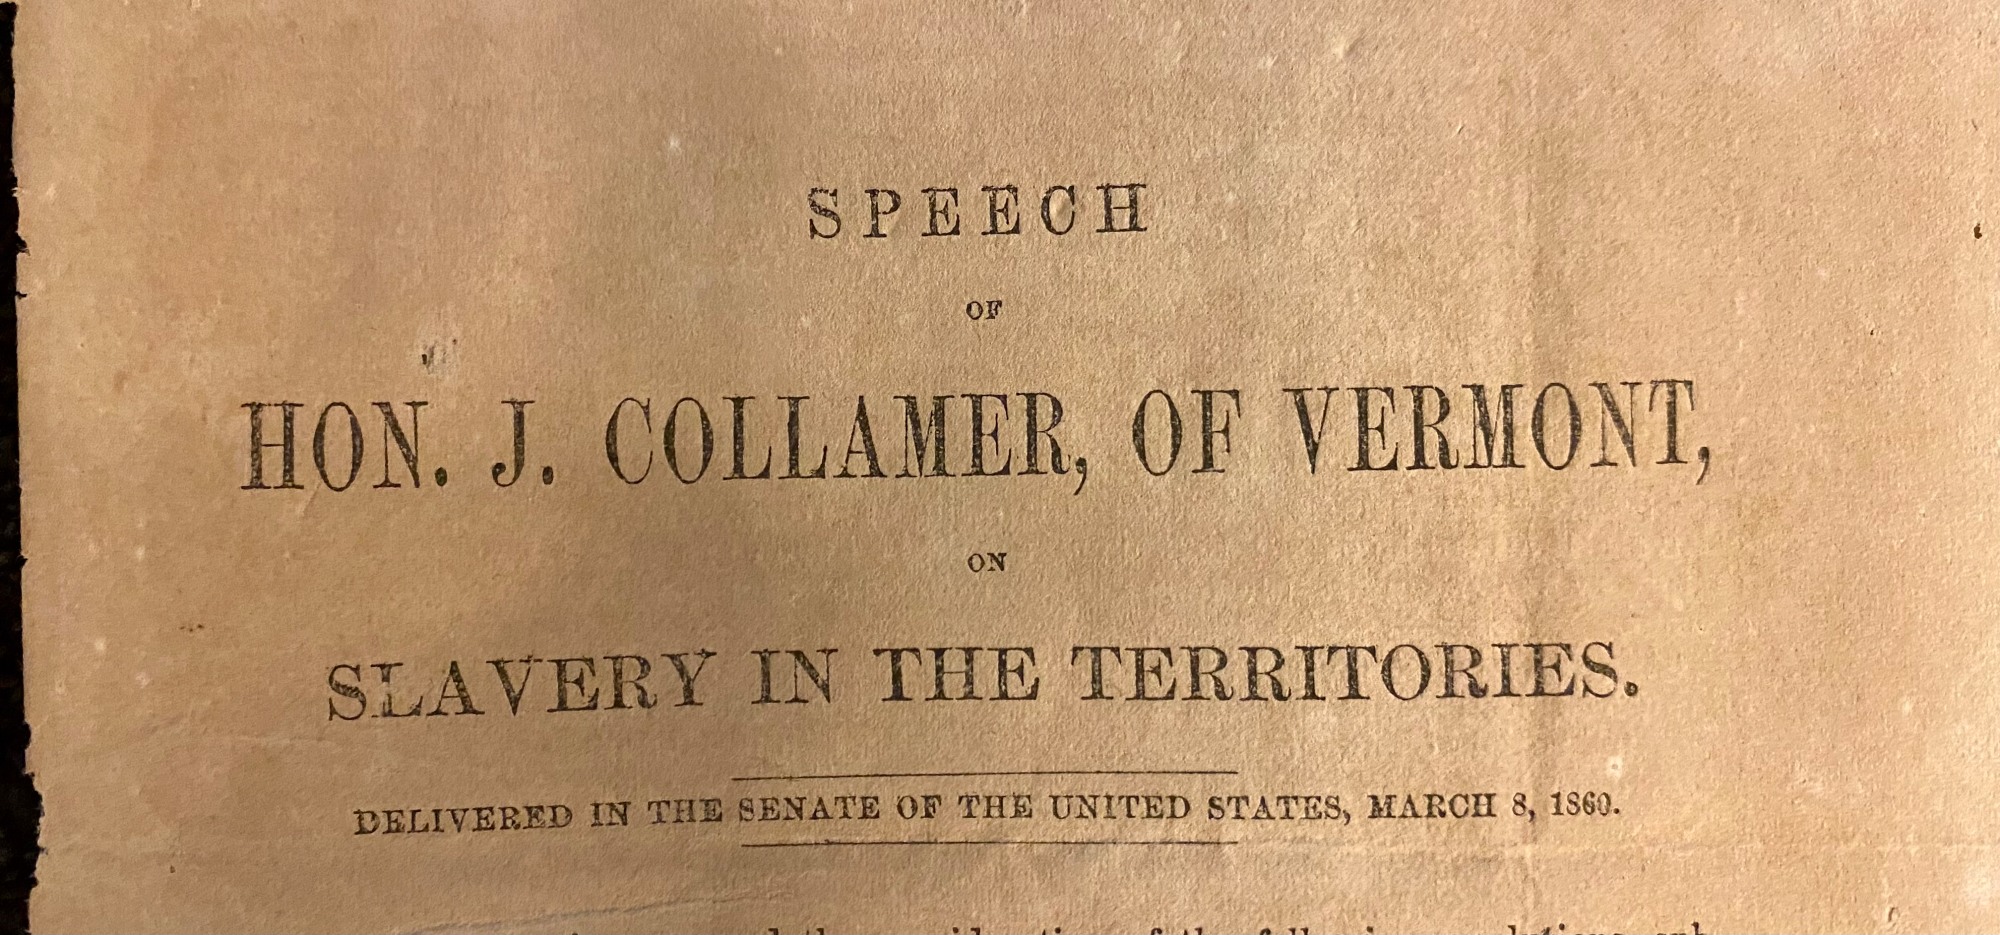 SPEECH
OF
HON. J. COLLAMER, OF VERMONT,
ON
SLAVERY IN THE TERRITORIES.
DELIVERED IN THE SENATE OF THE UNITED STATES, MARCH 8, 1860.